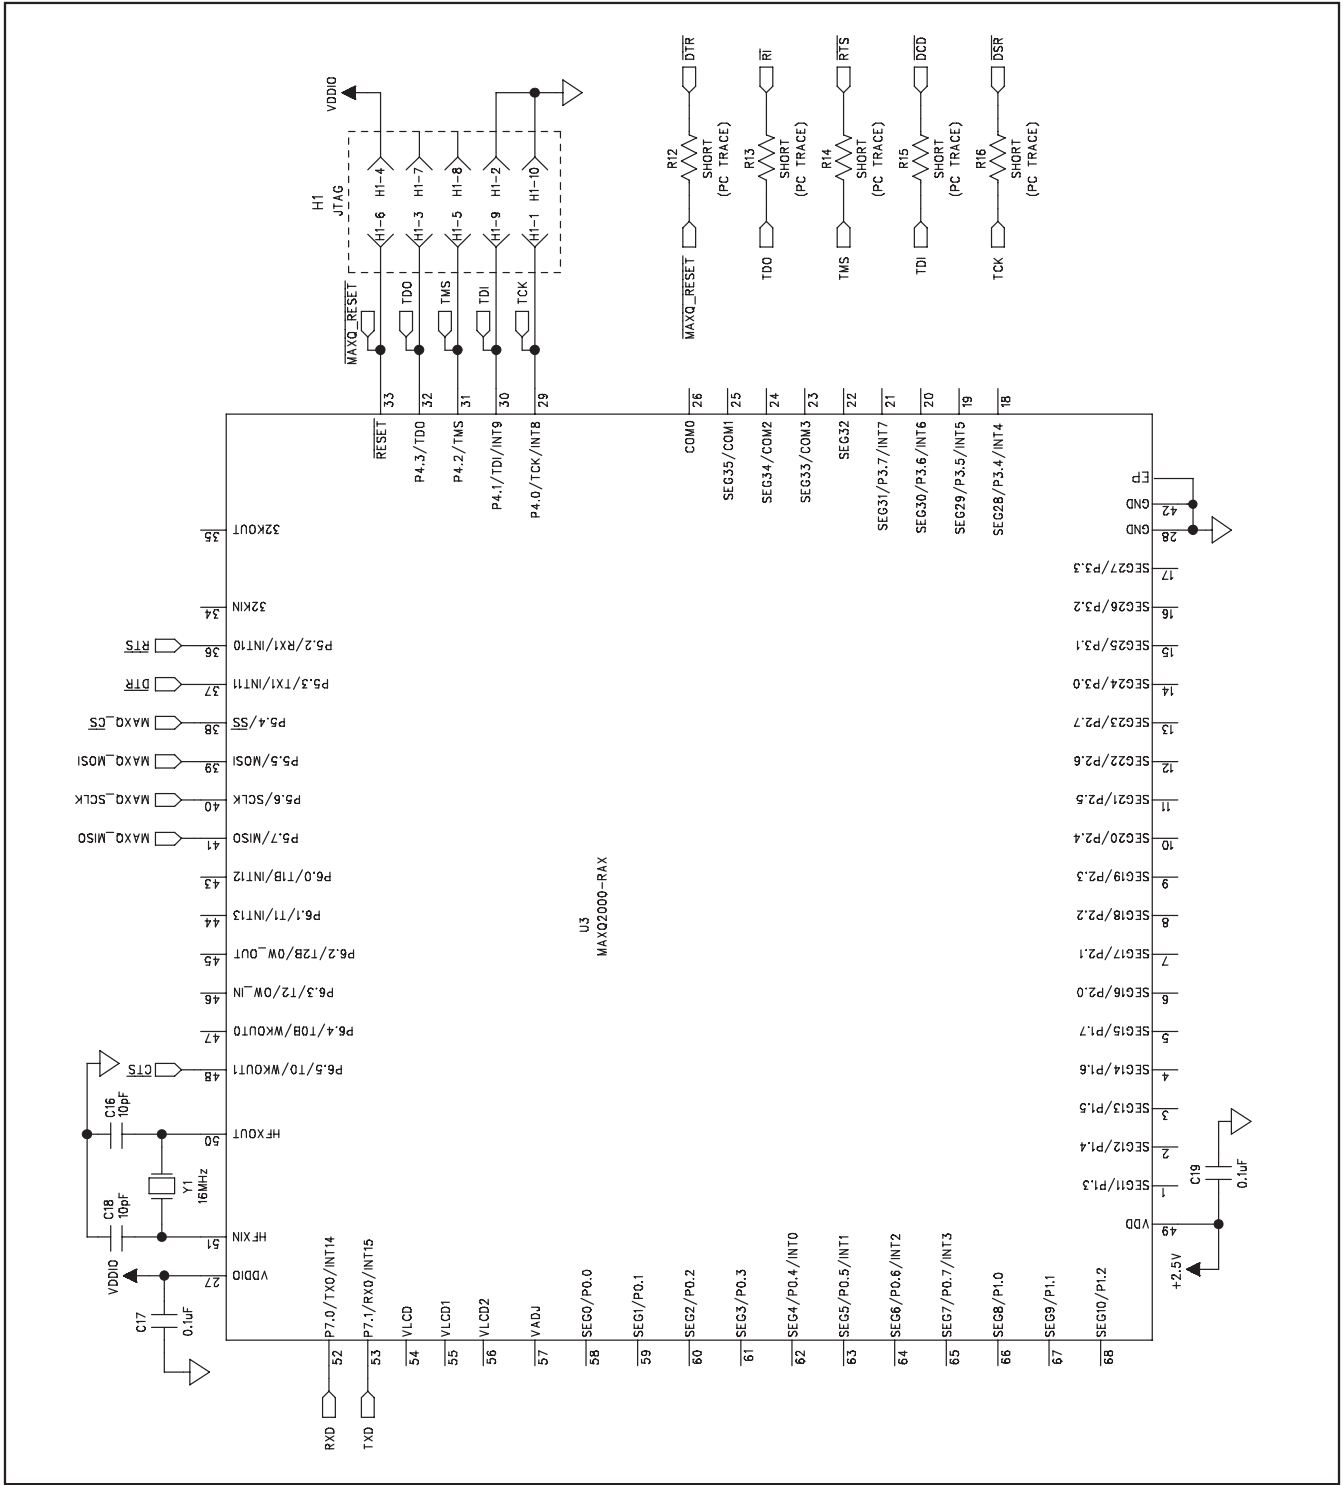 VDDIO
H1
JTAG
H1-4
H1-7
H1-8
H1-2
H1-10
H1-6
H1-3
H1-5
H1-9
H1-1
MAXQ_RESET
TDO
TMS
TDI
TCK
DTR
RI
RTS
DCD
DSR
R12
SHORT
(PC TRACE)
R13
SHORT
(PC TRACE)
R14
SHORT
(PC TRACE)
R15
SHORT
(PC TRACE)
R16
SHORT
(PC TRACE)
MAXQ_RESET
TDO
TMS
TDI
TCK
33
RESET
32
P4.3/TDO
31
P4.2/TMS
30
P4.1/TDI/INT9
29
P4.0/TCK/INT8
26
COM0
25
SEG35/COM1
24
SEG34/COM2
23
SEG33/COM3
22
SEG32
21
SEG31/P3.7/INT7
20
SEG30/P3.6/INT6
19
SEG29/P3.5/INT5
18
SEG28/P3.4/INT4
35
32KOUT
34
32KIN
RTS
36
P5.2/RX1/INT10
DTR
37
P5.3/TX1/INT11
MAXQ_CS
38
P5.4/SS
MAXQ_MOSI
39
P5.5/MOSI
MAXQ_SCLK
40
P5.6/SCLK
MAXQ_MISO
41
P5.7/MISO
43
P6.0/T1B/INT12
44
P6.1/T1/INT13
45
P6.2/T2B/OW_OUT
46
P6.3/T2/OW_IN
47
P6.4/T0B/WKOUT0
CTS
48
P6.5/T0/WKOUT1
C16
10pF
50
HFXOUT
Y1
16MHz
C18
10pF
51
HFXIN
VDDIO
27
VDDIO
C17
0.1uF
U3
MAXQ2000-RAX
EP
GND
42
GND
28
SEG27/P3.3
17
SEG26/P3.2
16
SEG25/P3.1
15
SEG24/P3.0
14
SEG23/P2.7
13
SEG22/P2.6
12
SEG21/P2.5
11
SEG20/P2.4
10
SEG19/P2.3
9
SEG18/P2.2
8
SEG17/P2.1
7
SEG16/P2.0
6
SEG15/P1.7
5
SEG14/P1.6
4
SEG13/P1.5
3
SEG12/P1.4
2
SEG11/P1.3
1
VDD
49
C19
0.1uF
+2.5V
P7.0/TX0/INT14
52
RXD
P7.1/RX0/INT15
53
TXD
VLCD
54
VLCD1
55
VLCD2
56
VADJ
57
SEG0/P0.0
58
SEG1/P0.1
59
SEG2/P0.2
60
SEG3/P0.3
61
SEG4/P0.4/INT0
62
SEG5/P0.5/INT1
63
SEG6/P0.6/INT2
64
SEG7/P0.7/INT3
65
SEG8/P1.0
66
SEG9/P1.1
67
SEG10/P1.2
68